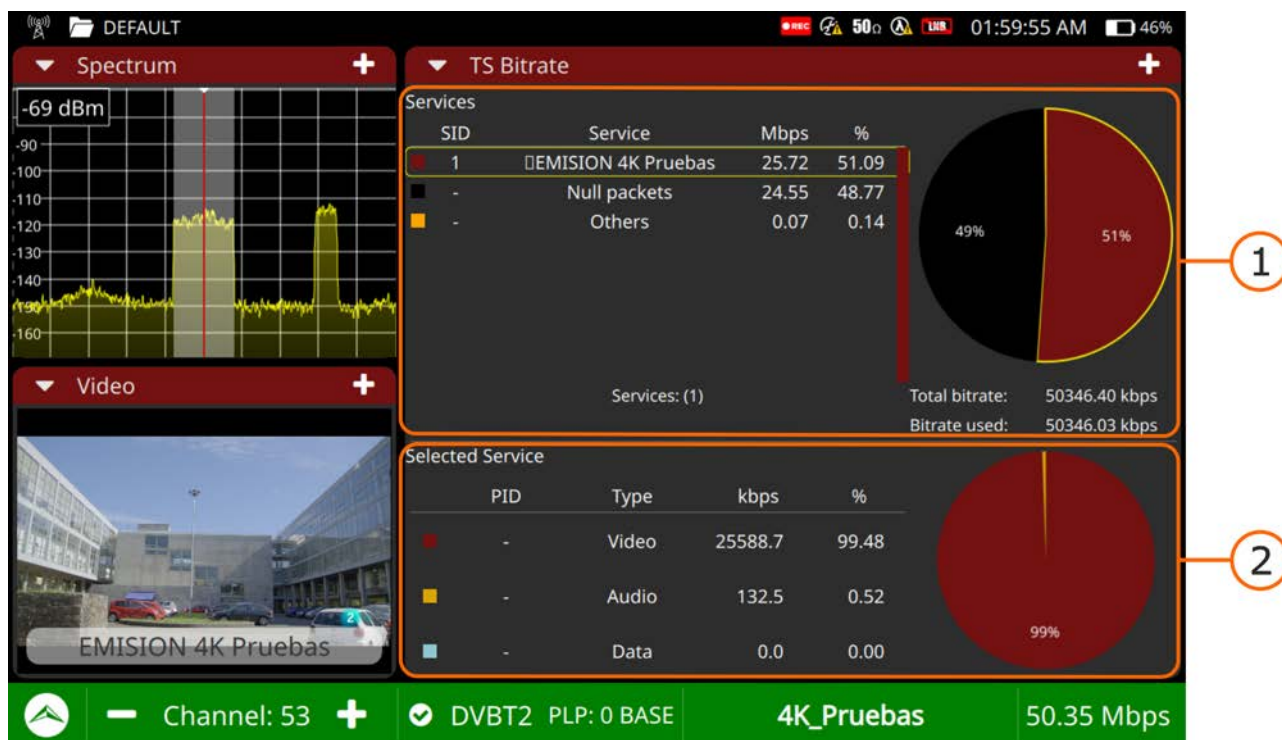 DEFAULT
REC 50Ω LNB 01:59:55 AM 46%
Spectrum
-69 dBm
-90
-100
-110
-120
-130
-140
-150
-160
Video
EMISION 4K Pruebas
2
TS Bitrate
Services
SID Service Mbps %
1 EMISION 4K Pruebas 25.72 51.09
- Null packets 24.55 48.77
- Others 0.07 0.14
49% 51%
Services: (1)
Total bitrate: 50346.40 kbps
Bitrate used: 50346.03 kbps
1
Selected Service
PID Type kbps %
- Video 25588.7 99.48
- Audio 132.5 0.52
- Data 0.0 0.00
99%
2
Channel: 53 DVBT2 PLP: 0 BASE 4K_Pruebas 50.35 Mbps